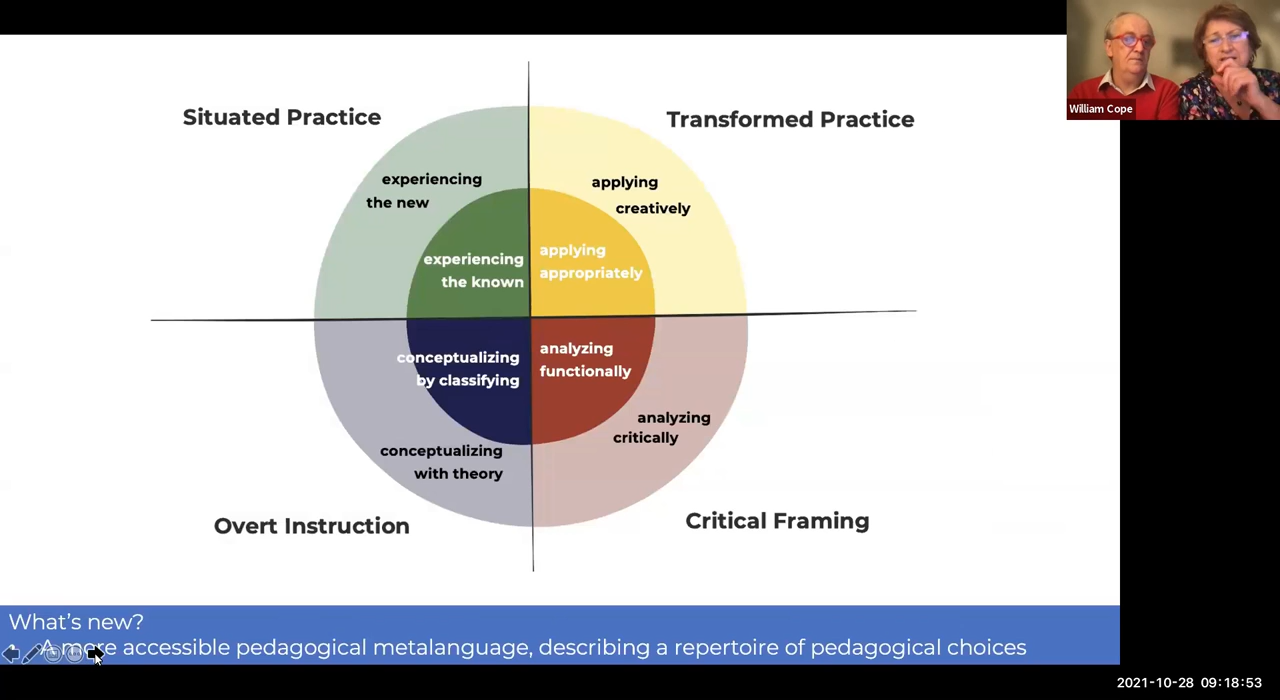 William Cope
Situated Practice
Transformed Practice
experiencing
the new
applying
creatively
experiencing
the known
applying
appropriately
conceptualizing
by classifying
analyzing
functionally
analyzing
critically
conceptualizing
with theory
Overt Instruction
Critical Framing
What's new?
A more accessible pedagogical metalanguage, describing a repertoire of pedagogical choices
2021-10-28 09:18:53